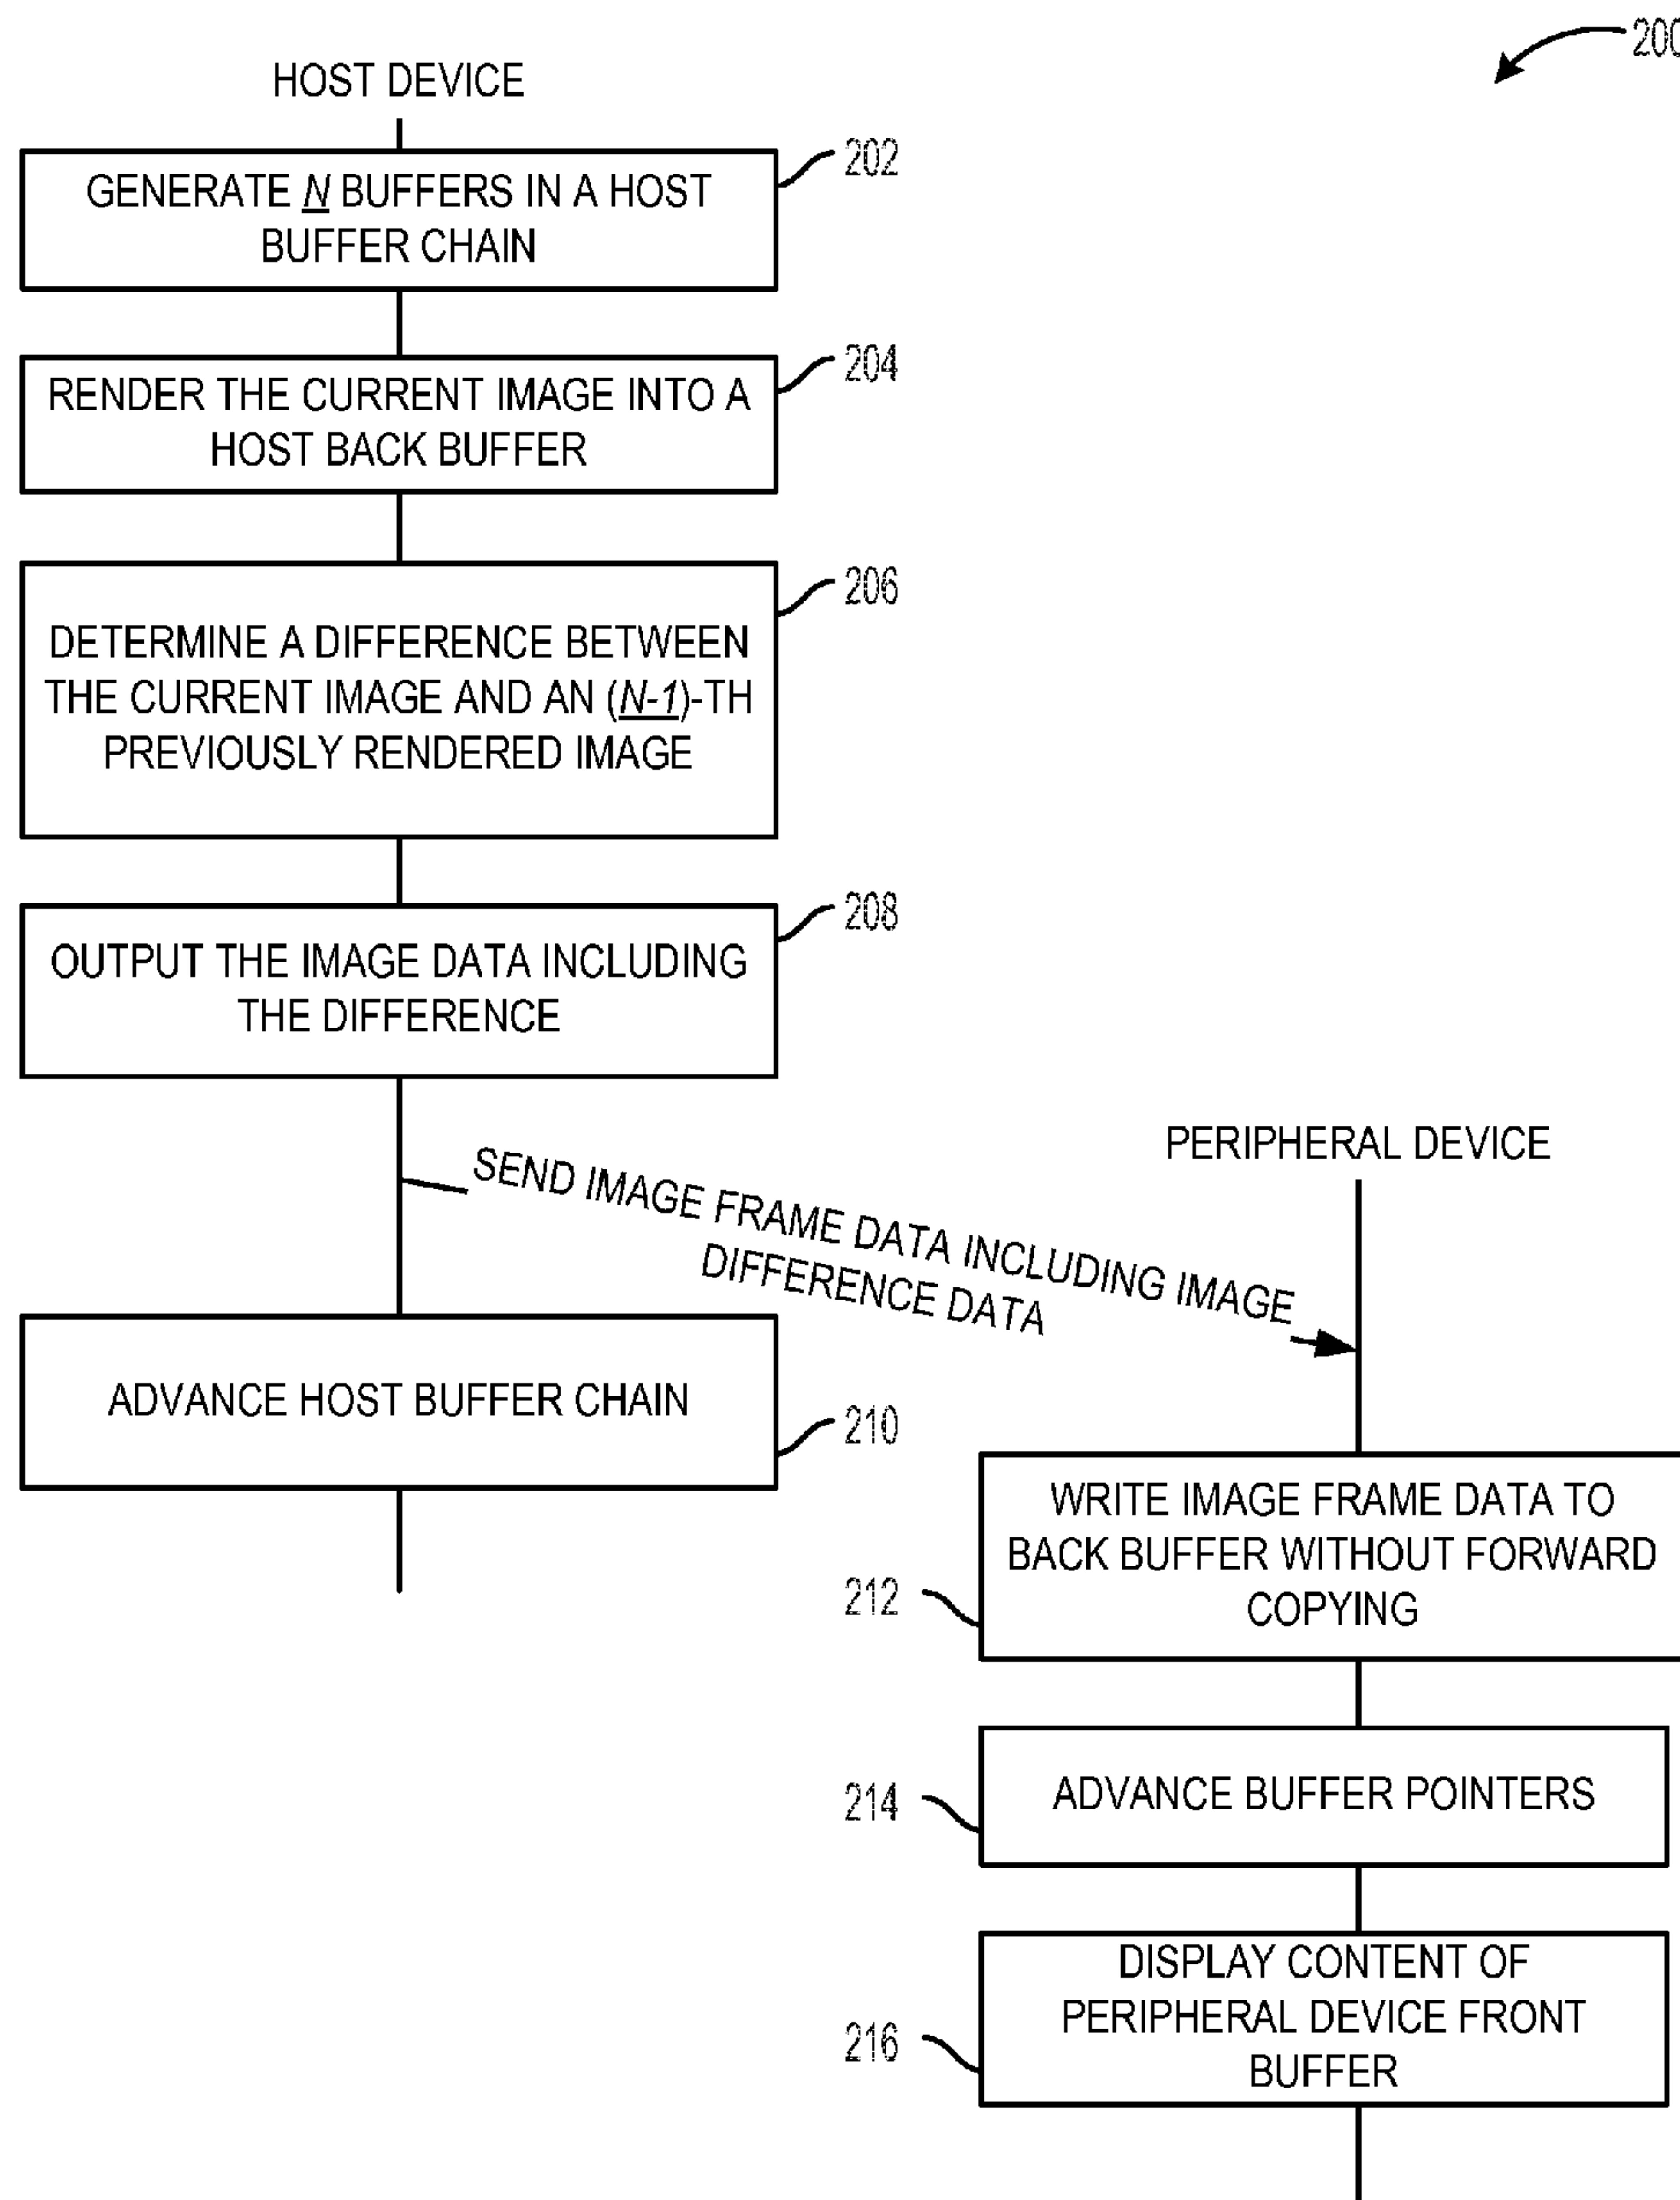 200
HOST DEVICE
202
GENERATE N BUFFERS IN A HOST
BUFFER CHAIN
204
RENDER THE CURRENT IMAGE INTO A
HOST BACK BUFFER
206
DETERMINE A DIFFERENCE BETWEEN
THE CURRENT IMAGE AND AN (N-1)-TH
PREVIOUSLY RENDERED IMAGE
208
OUTPUT THE IMAGE DATA INCLUDING
THE DIFFERENCE
PERIPHERAL DEVICE
SEND IMAGE FRAME DATA INCLUDING IMAGE
DIFFERENCE DATA
ADVANCE HOST BUFFER CHAIN
210
WRITE IMAGE FRAME DATA TO
BACK BUFFER WITHOUT FORWARD
COPYING
212
ADVANCE BUFFER POINTERS
214
DISPLAY CONTENT OF
PERIPHERAL DEVICE FRONT
BUFFER
216